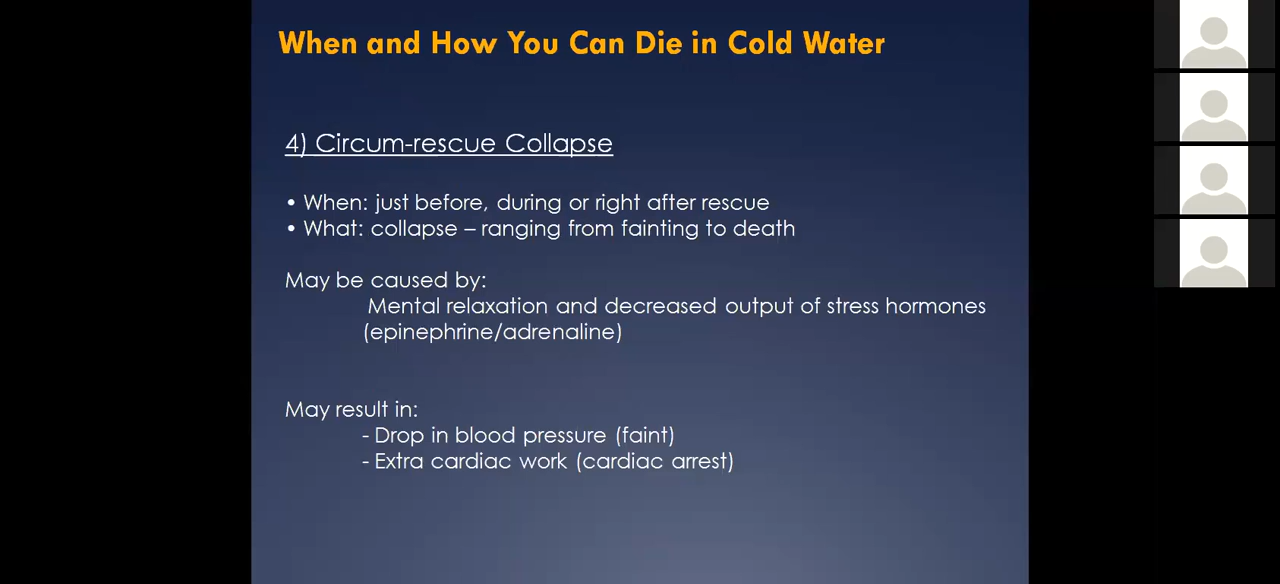 When and How You Can Die in Cold Water
4) Circum-rescue Collapse
• When: just before, during or right after rescue
• What: collapse – ranging from fainting to death
May be caused by:
Mental relaxation and decreased output of stress hormones
(epinephrine/adrenaline)
May result in:
- Drop in blood pressure (faint)
- Extra cardiac work (cardiac arrest)